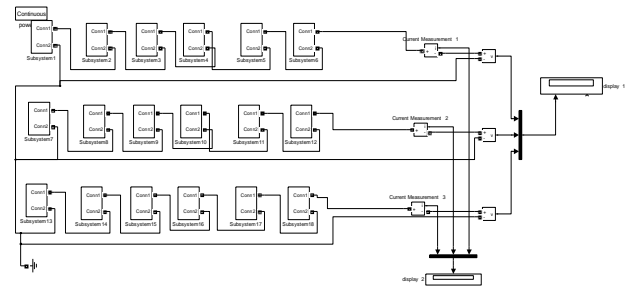 Continuous
pow
Conn1
Conn2
Subsystem1
Conn1
Conn2
Subsystem2
Conn1
Conn2
Subsystem3
Conn1
Conn2
Subsystem4
Conn1
Conn2
Subsystem5
Conn1
Conn2
Subsystem6
Current Measurement 1
display 1
Conn1
Conn2
Subsystem7
Conn1
Conn2
Subsystem8
Conn1
Conn2
Subsystem9
Conn1
Conn2
Subsystem10
Conn1
Conn2
Subsystem11
Conn1
Conn2
Subsystem12
Current Measurement 2
Conn1
Conn2
Subsystem13
Conn1
Conn2
Subsystem14
Conn1
Conn2
Subsystem15
Conn1
Conn2
Subsystem16
Conn1
Conn2
Subsystem17
Conn1
Conn2
Subsystem18
Current Measurement 3
display 2